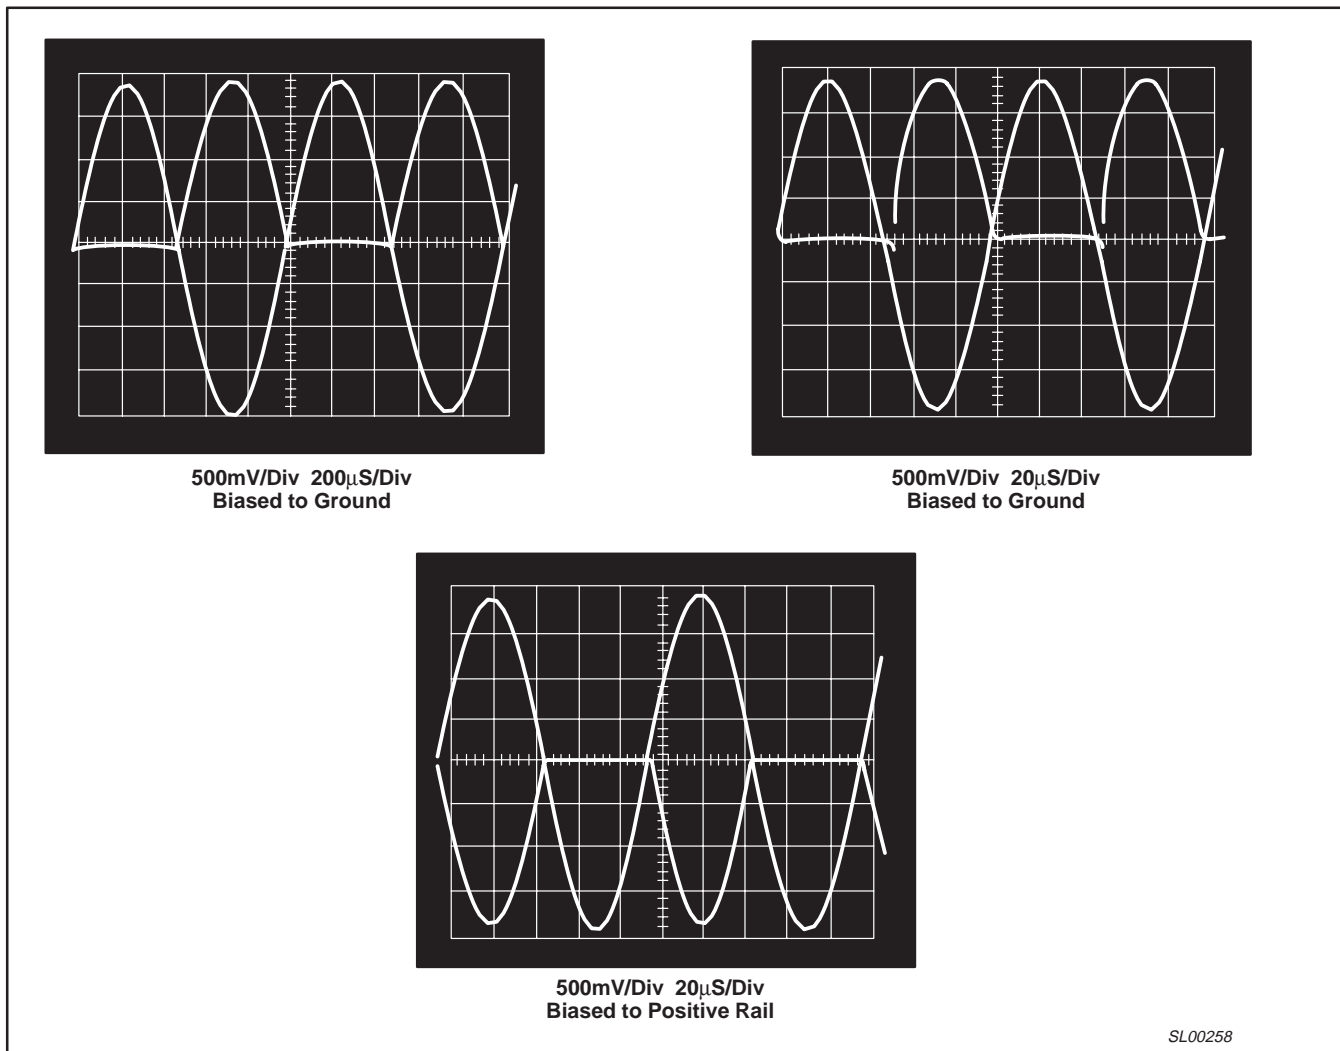 500mV/Div 200μS/Div
Biased to Ground
500mV/Div 20μS/Div
Biased to Ground
500mV/Div 20μS/Div
Biased to Positive Rail
SL00258